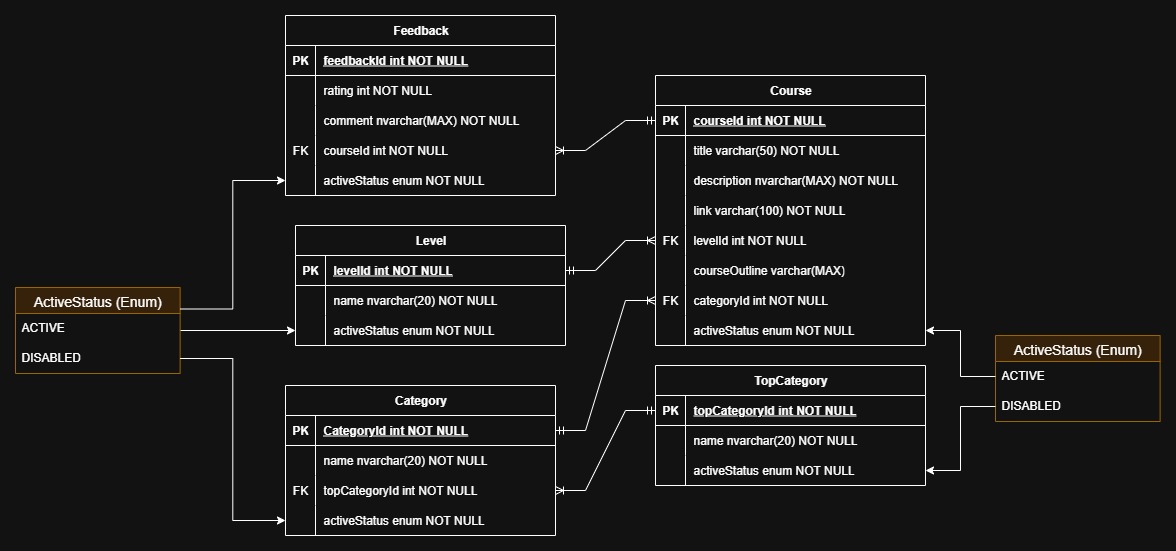 Feedback
PK feedbackId int NOT NULL
rating int NOT NULL
comment nvarchar(MAX) NOT NULL
FK courseId int NOT NULL
activeStatus enum NOT NULL
Course
PK courseId int NOT NULL
title varchar(50) NOT NULL
description nvarchar(MAX) NOT NULL
link varchar(100) NOT NULL
FK levelId int NOT NULL
courseOutline varchar(MAX)
FK categoryId int NOT NULL
activeStatus enum NOT NULL
Level
PK levelId int NOT NULL
name nvarchar(20) NOT NULL
activeStatus enum NOT NULL
ActiveStatus (Enum)
ACTIVE
DISABLED
ActiveStatus (Enum)
ACTIVE
DISABLED
Category
PK CategoryId int NOT NULL
name nvarchar(20) NOT NULL
FK topCategoryId int NOT NULL
activeStatus enum NOT NULL
TopCategory
PK topCategoryId int NOT NULL
name nvarchar(20) NOT NULL
activeStatus enum NOT NULL